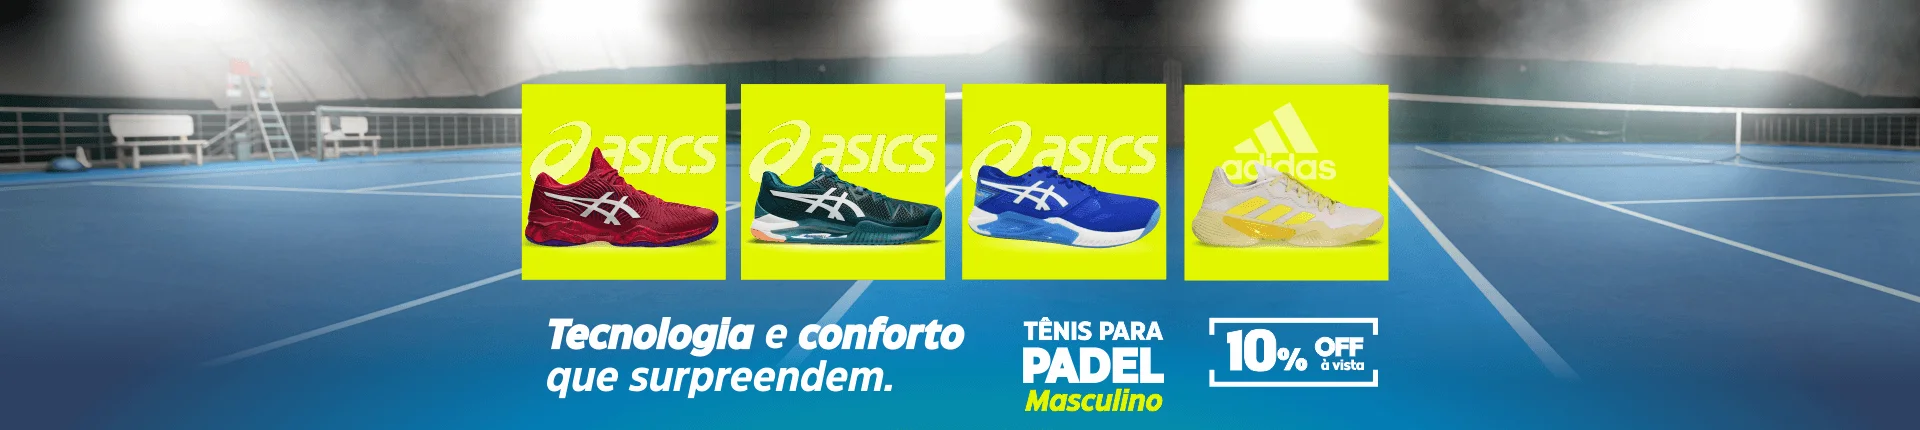 asics
asics
asics
adidas
Tecnologia e conforto
que surpreendem.
TÊNIS PARA
PADEL
Masculino
10% OFF
à vista